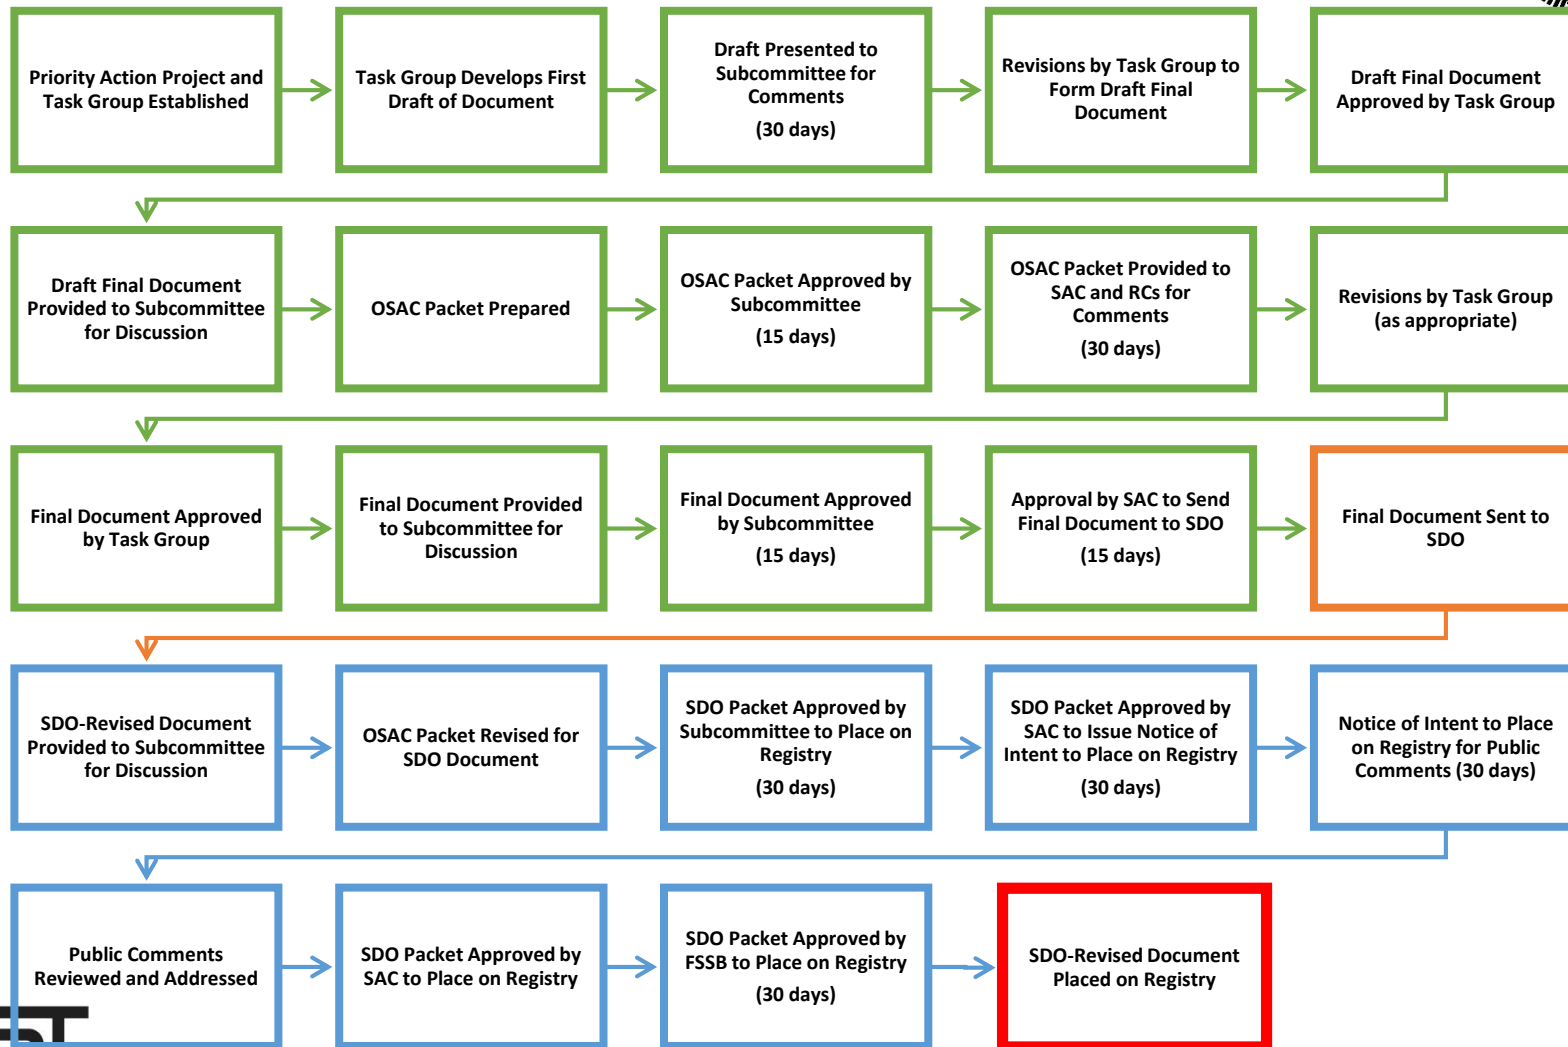 Priority Action Project and
Task Group Established
Task Group Develops First
Draft of Document
Draft Presented to
Subcommittee for
Comments
(30 days)
Revisions by Task Group to
Form Draft Final
Document
Draft Final Document
Approved by Task Group
Draft Final Document
Provided to Subcommittee
for Discussion
OSAC Packet Prepared
OSAC Packet Approved by
Subcommittee
(15 days)
OSAC Packet Provided to
SAC and RCs for
Comments
(30 days)
Revisions by Task Group
(as appropriate)
Final Document Approved
by Task Group
Final Document Provided
to Subcommittee for
Discussion
Final Document Approved
by Subcommittee
(15 days)
Approval by SAC to Send
Final Document to SDO
(15 days)
Final Document Sent to
SDO
SDO-Revised Document
Provided to Subcommittee
for Discussion
OSAC Packet Revised for
SDO Document
SDO Packet Approved by
Subcommittee to Place on
Registry
(30 days)
SDO Packet Approved by
SAC to Issue Notice of
Intent to Place on Registry
(30 days)
Notice of Intent to Place
on Registry for Public
Comments (30 days)
Public Comments
Reviewed and Addressed
SDO Packet Approved by
SAC to Place on Registry
SDO Packet Approved by
FSSB to Place on Registry
(30 days)
SDO-Revised Document
Placed on Registry